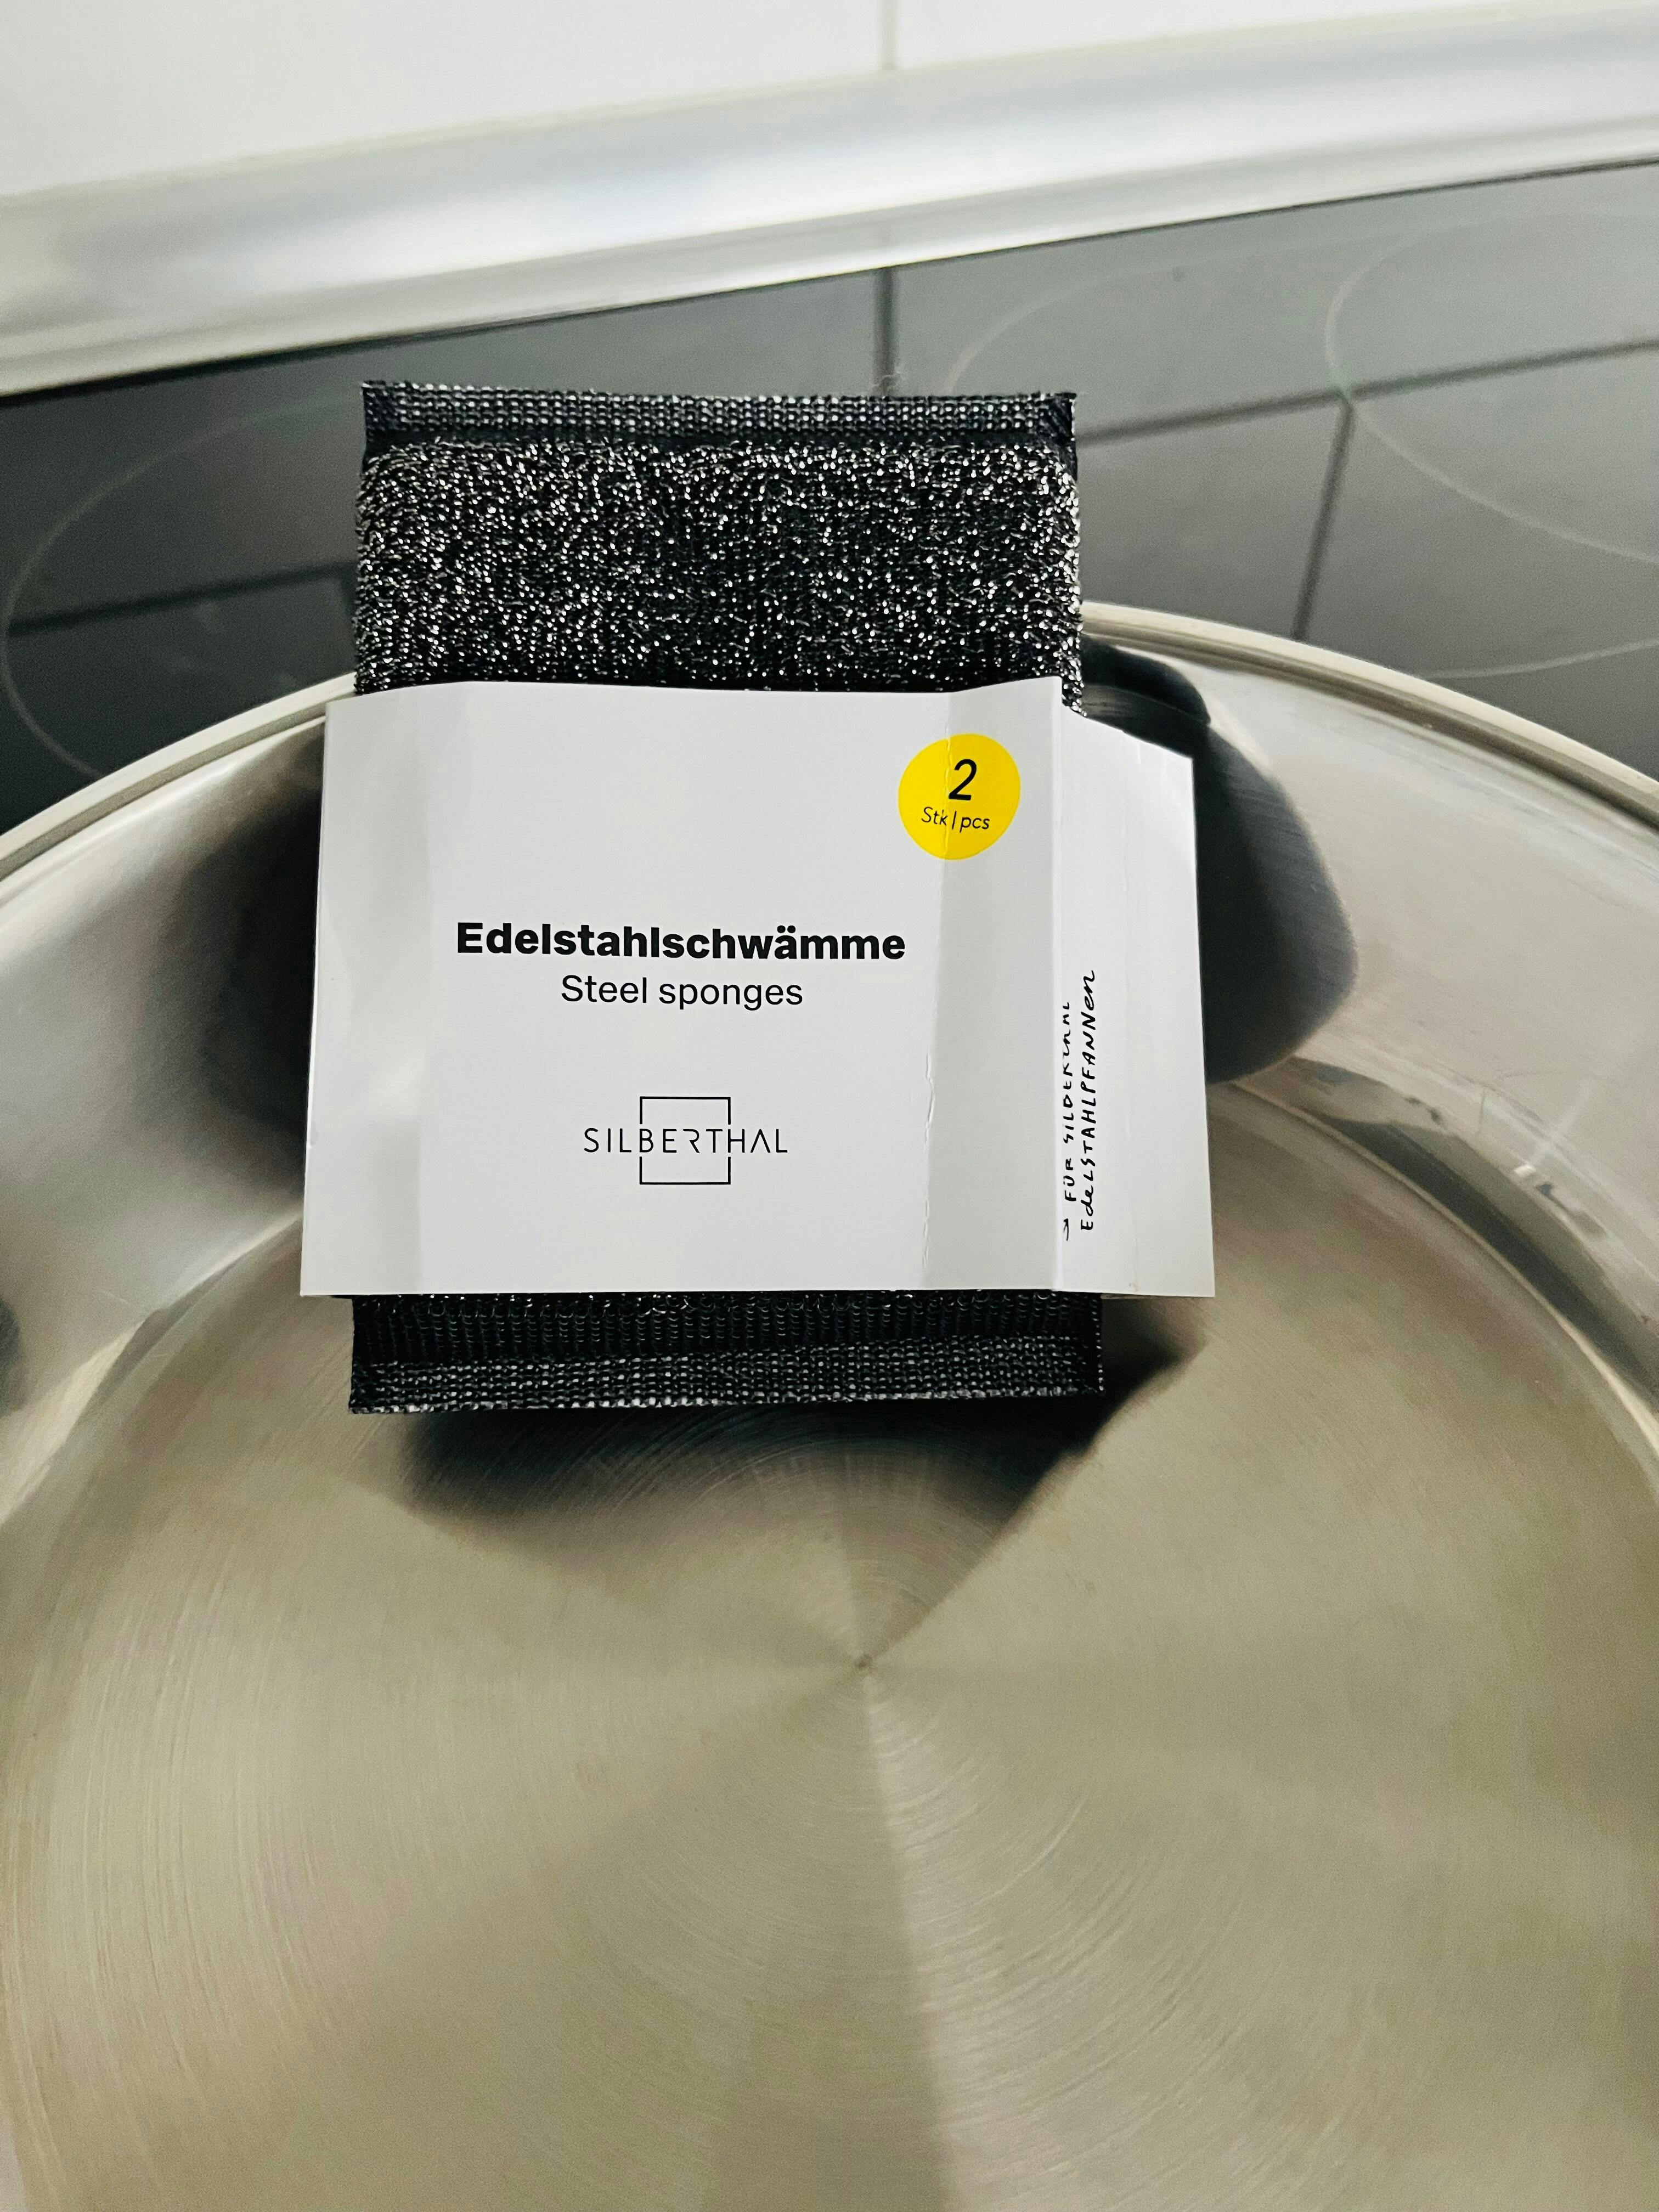 2
Stk | pcs
Edelstahlschwämme
Steel sponges
SILBERTHAL
→ FÜR SILBERTHAL
EdelSTAHLPFANNEN